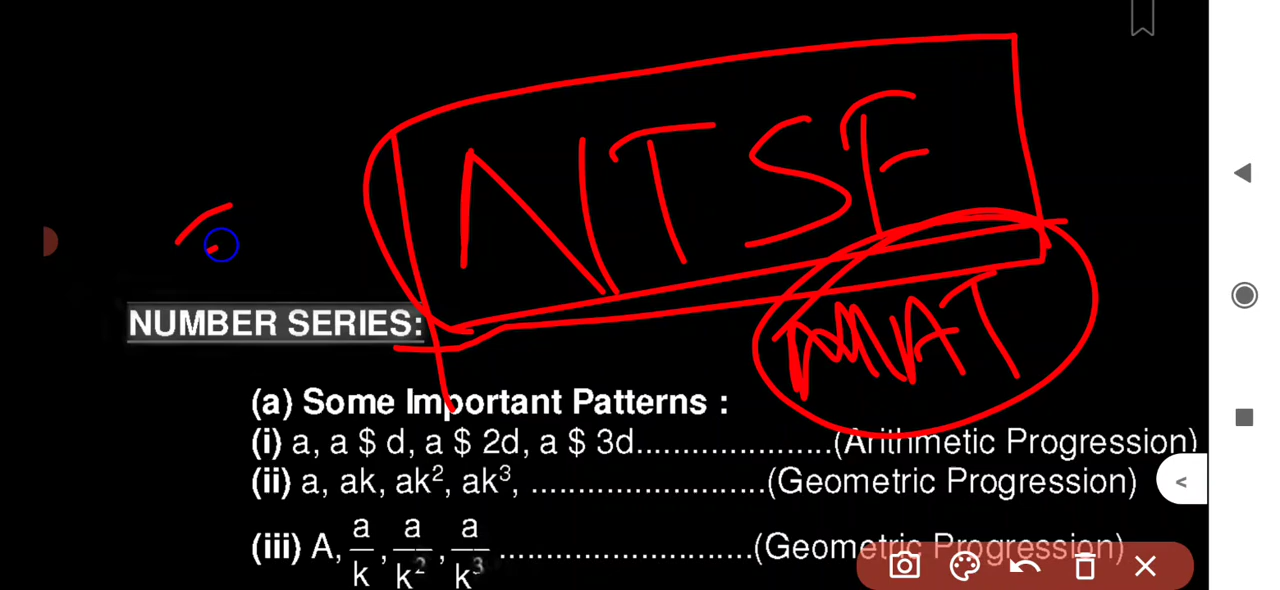 NTSE
MAT
NUMBER SERIES:
(a) Some Important Patterns :
(i) a, a $ d, a $ 2d, a $ 3d.....................(Arithmetic Progression)
(ii) a, ak, ak², ak³, .........................(Geometric Progression)
(iii) A, a/k, a/k², a/k³ ...........................(Geometric Progression)